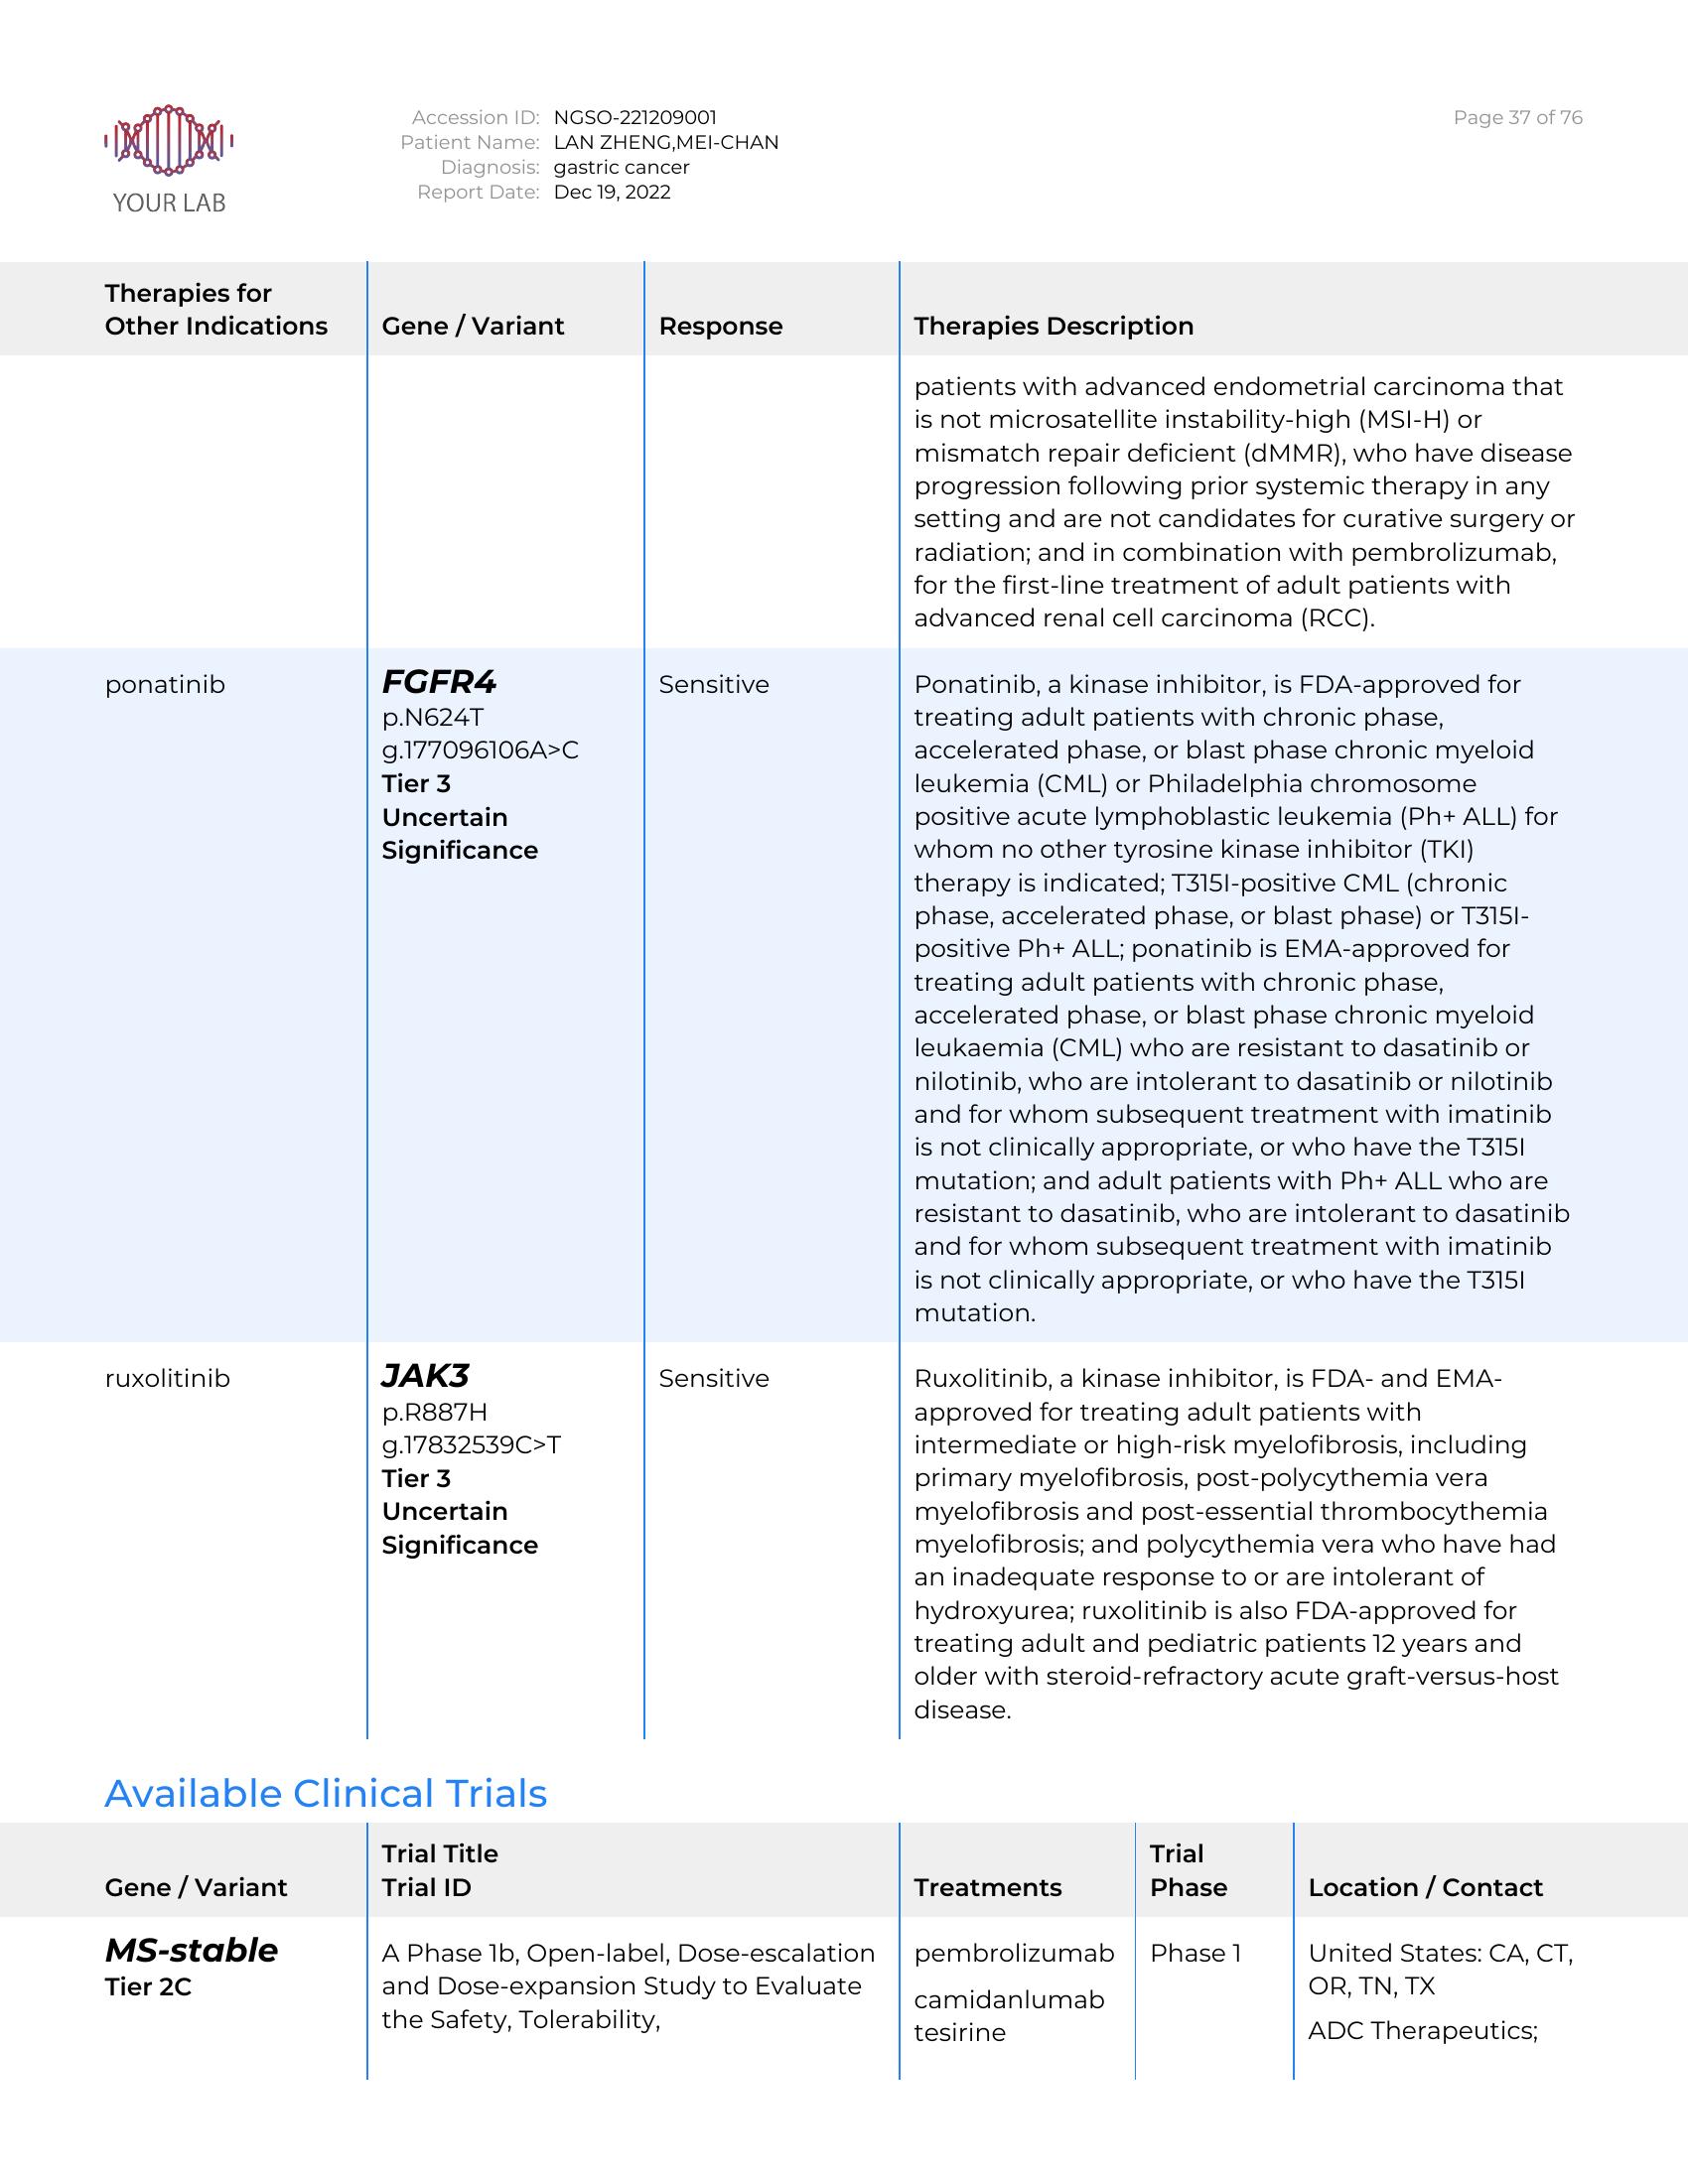 YOUR LAB
Accession ID: NGSO-221209001
Patient Name: LAN ZHENG,MEI-CHAN
Diagnosis: gastric cancer
Report Date: Dec 19, 2022
Page 37 of 76
Therapies for
Other Indications
Gene / Variant
Response
Therapies Description
patients with advanced endometrial carcinoma that
is not microsatellite instability-high (MSI-H) or
mismatch repair deficient (dMMR), who have disease
progression following prior systemic therapy in any
setting and are not candidates for curative surgery or
radiation; and in combination with pembrolizumab,
for the first-line treatment of adult patients with
advanced renal cell carcinoma (RCC).
ponatinib
FGFR4
p.N624T
g.177096106A>C
Tier 3
Uncertain
Significance
Sensitive
Ponatinib, a kinase inhibitor, is FDA-approved for
treating adult patients with chronic phase,
accelerated phase, or blast phase chronic myeloid
leukemia (CML) or Philadelphia chromosome
positive acute lymphoblastic leukemia (Ph+ ALL) for
whom no other tyrosine kinase inhibitor (TKI)
therapy is indicated; T315I-positive CML (chronic
phase, accelerated phase, or blast phase) or T315I-
positive Ph+ ALL; ponatinib is EMA-approved for
treating adult patients with chronic phase,
accelerated phase, or blast phase chronic myeloid
leukaemia (CML) who are resistant to dasatinib or
nilotinib, who are intolerant to dasatinib or nilotinib
and for whom subsequent treatment with imatinib
is not clinically appropriate, or who have the T315I
mutation; and adult patients with Ph+ ALL who are
resistant to dasatinib, who are intolerant to dasatinib
and for whom subsequent treatment with imatinib
is not clinically appropriate, or who have the T315I
mutation.
ruxolitinib
JAK3
p.R887H
g.17832539C>T
Tier 3
Uncertain
Significance
Sensitive
Ruxolitinib, a kinase inhibitor, is FDA- and EMA-
approved for treating adult patients with
intermediate or high-risk myelofibrosis, including
primary myelofibrosis, post-polycythemia vera
myelofibrosis and post-essential thrombocythemia
myelofibrosis; and polycythemia vera who have had
an inadequate response to or are intolerant of
hydroxyurea; ruxolitinib is also FDA-approved for
treating adult and pediatric patients 12 years and
older with steroid-refractory acute graft-versus-host
disease.
Available Clinical Trials
Gene / Variant
Trial Title
Trial ID
Treatments
Trial
Phase
Location / Contact
MS-stable
Tier 2C
A Phase 1b, Open-label, Dose-escalation
and Dose-expansion Study to Evaluate
the Safety, Tolerability,
pembrolizumab
camidanlumab
tesirine
Phase 1
United States: CA, CT,
OR, TN, TX
ADC Therapeutics;